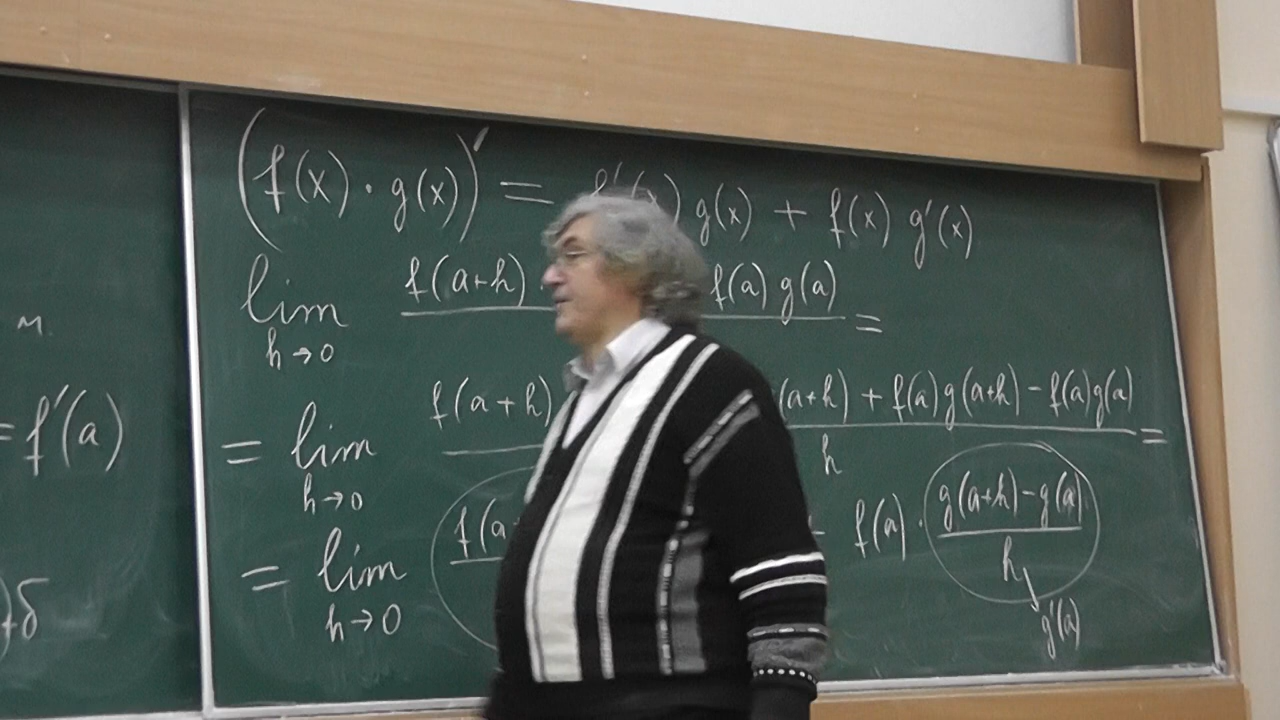 м.
= f'(a)
)+δ
(f(x) · g(x))' = f'(x) g(x) + f(x) g'(x)
lim h→0 f(a+h) · f(a) g(a) =
= lim h→0 f(a+h) (a+h) + f(a)g(a+h) - f(a)g(a) / h =
= lim h→0 f(a f(a) · g(a+h) - g(a) / h
g'(a)